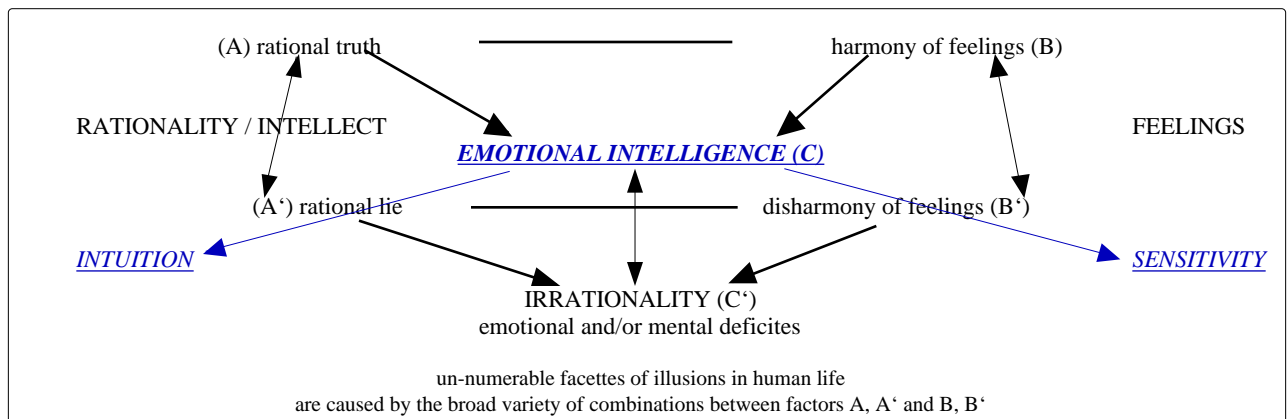 (A) rational truth harmony of feelings (B)
RATIONALITY / INTELLECT FEELINGS
EMOTIONAL INTELLIGENCE (C)
(A‘) rational lie disharmony of feelings (B‘)
INTUITION SENSITIVITY
IRRATIONALITY (C‘)
emotional and/or mental deficites
un-numerable facettes of illusions in human life
are caused by the broad variety of combinations between factors A, A‘ and B, B‘